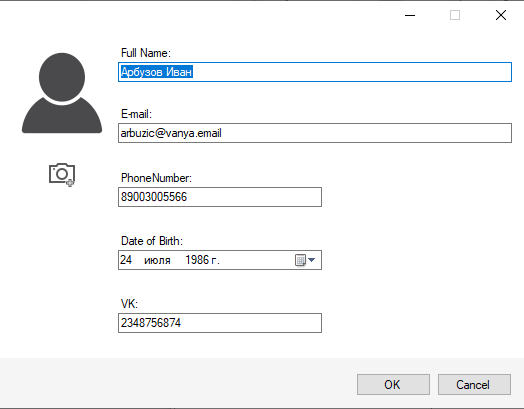 Full Name:
Арбузов Иван
E-mail:
arbuzic@vanya.email
PhoneNumber:
89003005566
Date of Birth:
24 июля 1986 г.
VK:
2348756874
OK Cancel